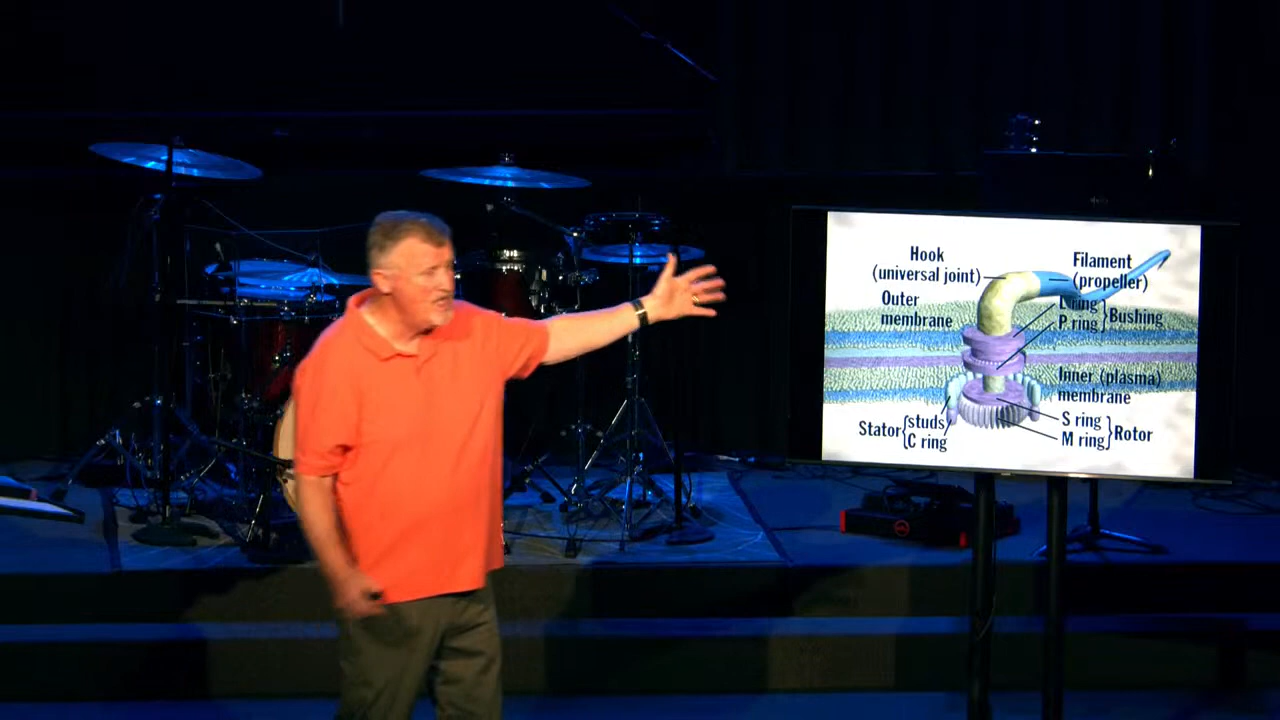 Hook
(universal joint)
Filament
(propeller)
Outer
membrane
L ring
P ring
Bushing
Inner (plasma)
membrane
Stator
studs
C ring
S ring
M ring
Rotor